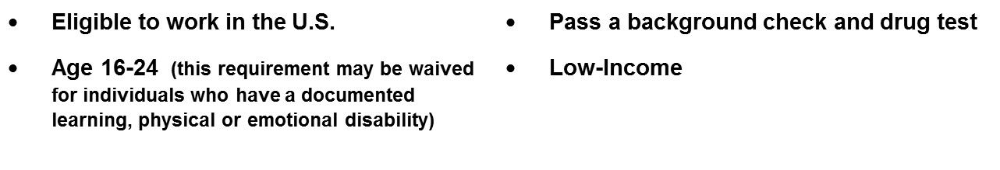 • Eligible to work in the U.S.
• Age 16-24 (this requirement may be waived
for individuals who have a documented
learning, physical or emotional disability)
• Pass a background check and drug test
• Low-Income